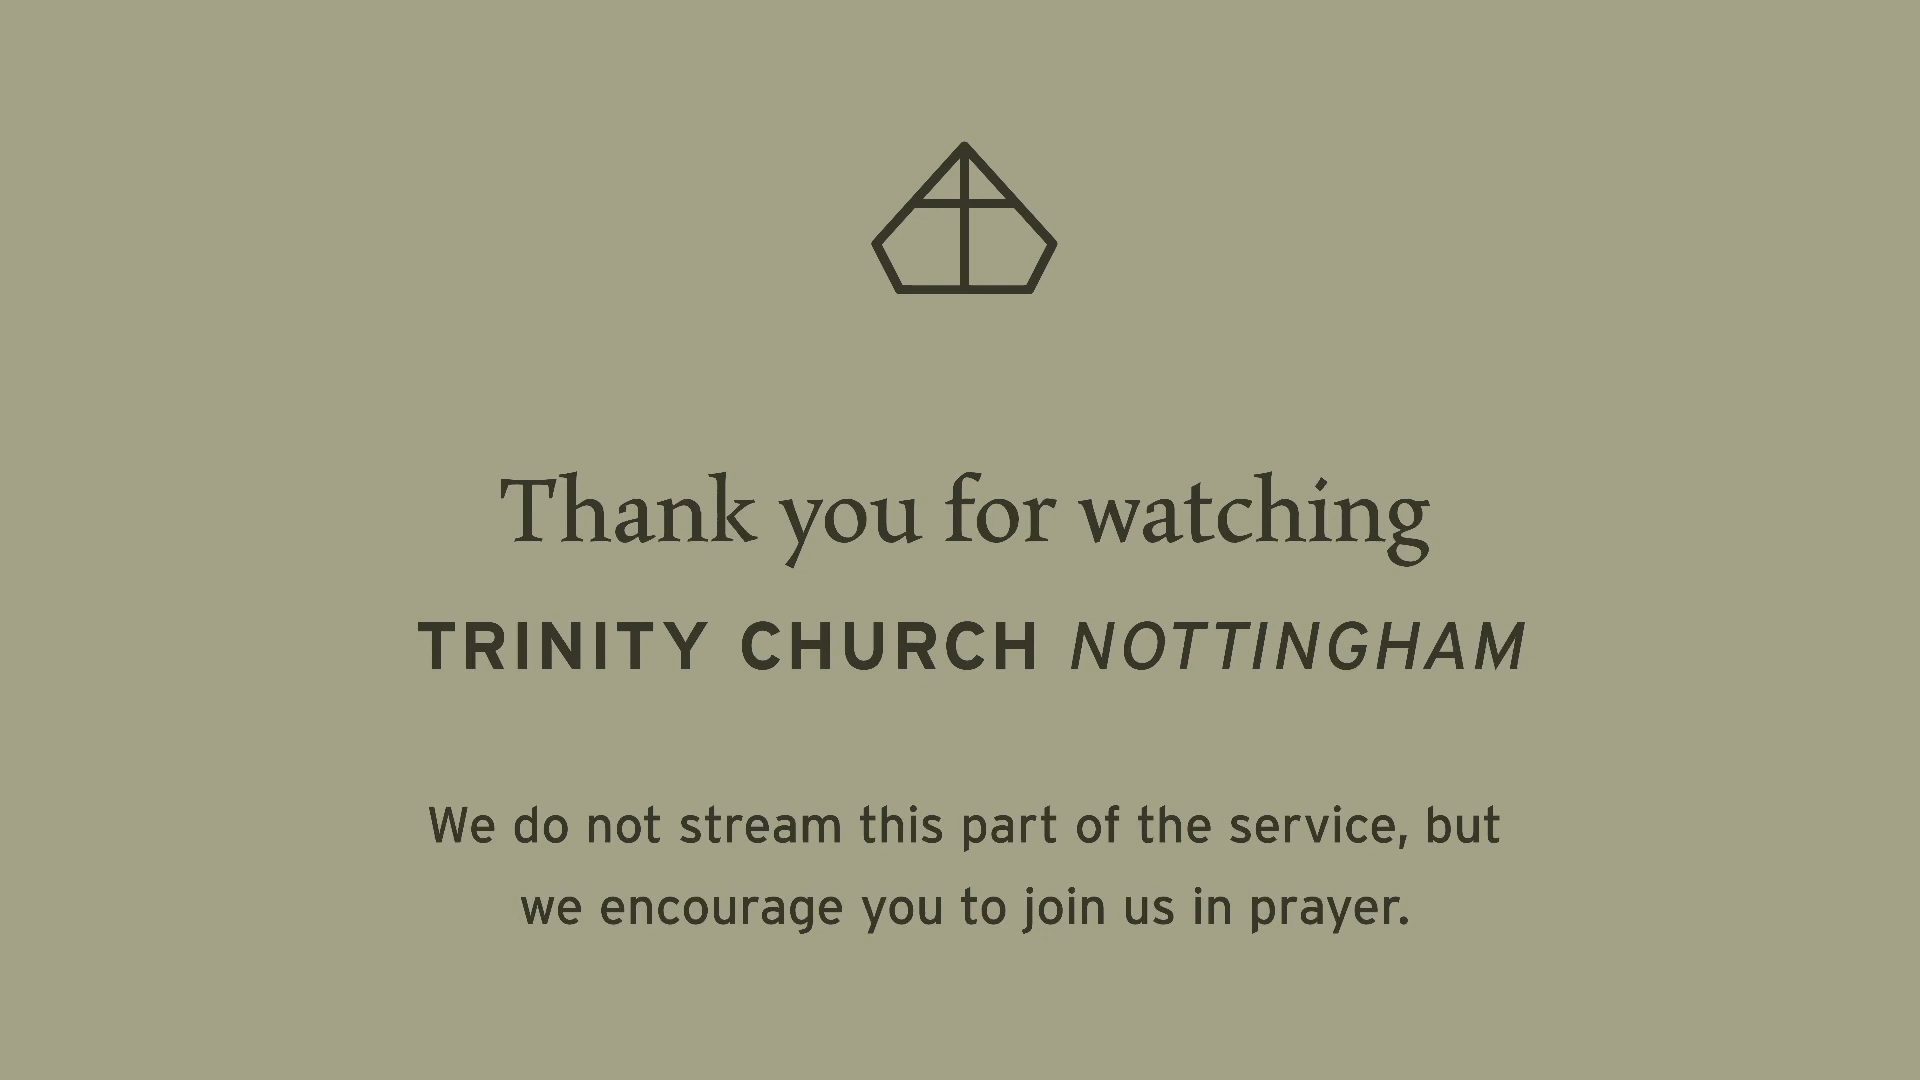 Thank you for watching
TRINITY CHURCH NOTTINGHAM
We do not stream this part of the service, but
we encourage you to join us in prayer.